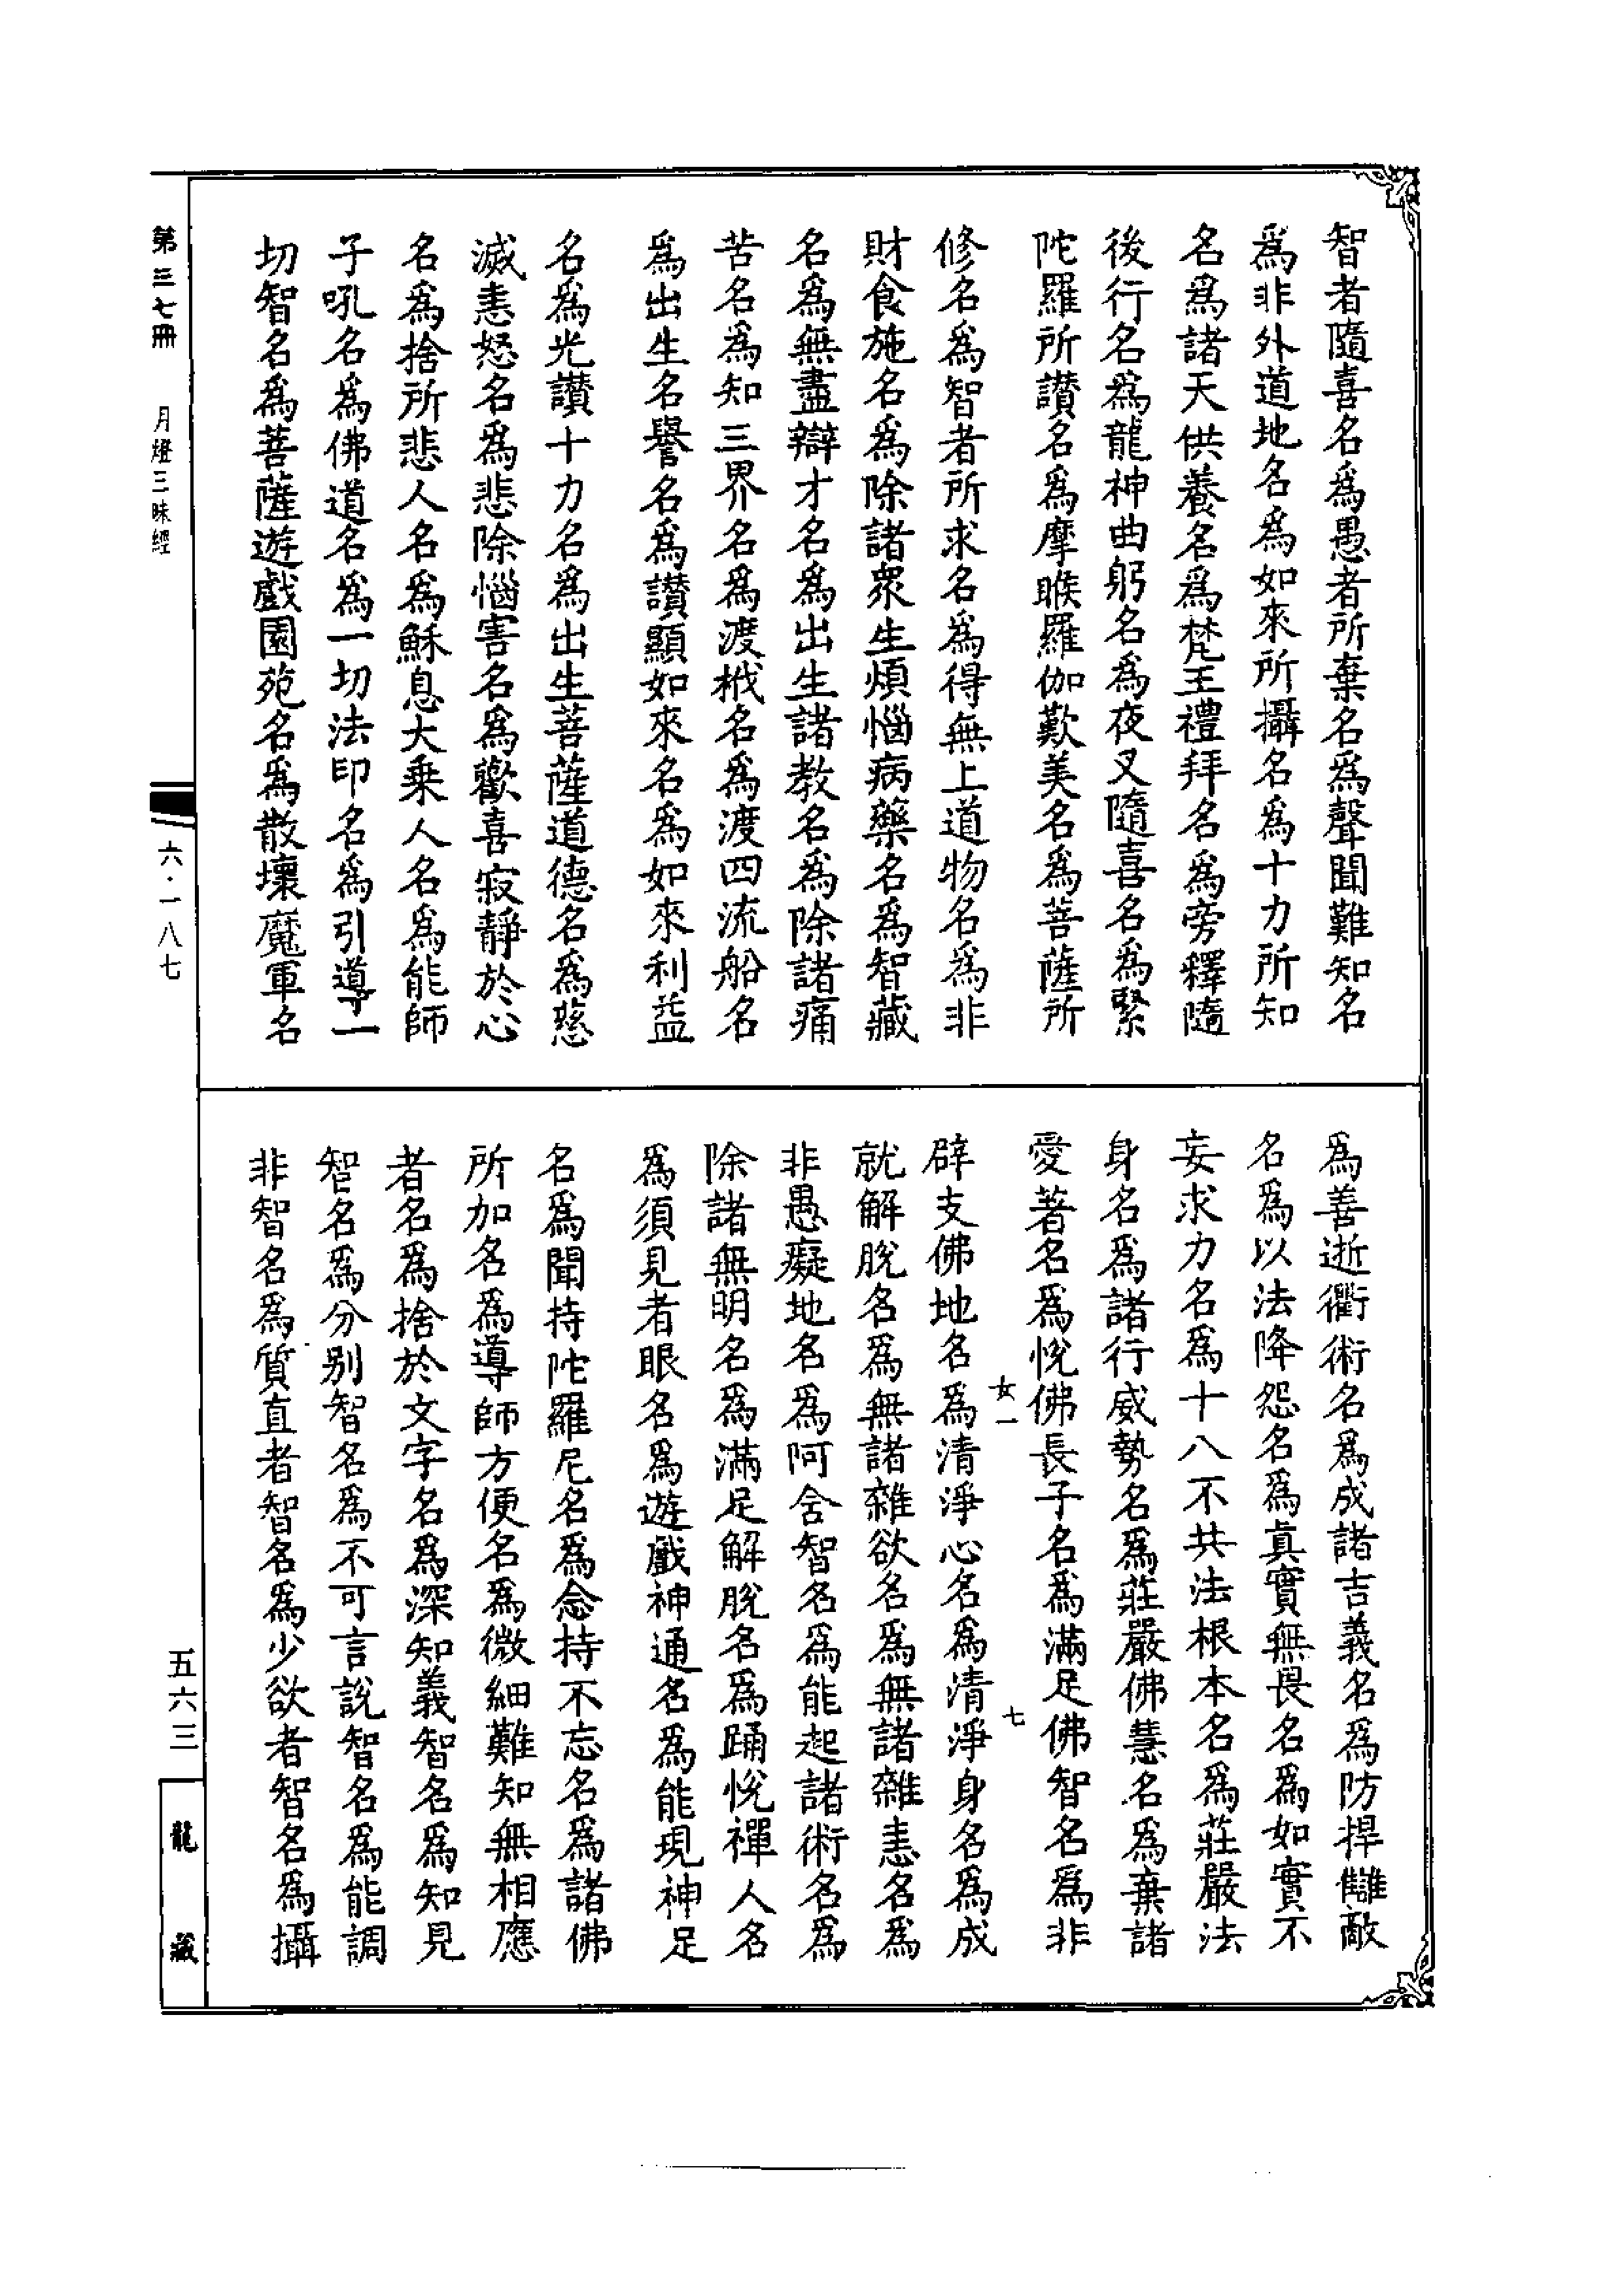 智者隨喜名爲愚者所棄名爲聲聞難知名
爲非外道地名爲如來所攝名爲十力所知
名爲諸天供養名爲梵王禮拜名爲旁釋隨
後行名爲龍神曲躬名爲夜叉隨喜名爲緊
陀羅所讃名爲摩睺羅伽歎美名爲菩薩所
修名爲智者所求名爲得無上道物名爲非
財食施名爲除諸衆生煩惱病藥名爲智藏
名爲無盡辯才名爲出生諸教名爲除諸痛
苦名爲知三界名爲渡栰名爲渡四流船名
爲出生名譽名爲讃顯如來名爲如來利益
名爲光讃十力名爲出生菩薩道德名爲慈
滅恚怒名爲悲除惱害名爲歡喜寂靜於心
名爲捨所悲人名爲穌息大乗人名爲能師
子吼名爲佛道名爲一切法印名爲引導一
切智名爲菩薩遊戲園苑名爲散壞魔軍名
爲善逝衢術名爲成諸吉義名爲防捍讎敵
名爲以法降怨名爲真實無畏名爲如實不
妄求力名爲十八不共法根本名爲莊嚴法
身名爲諸行威勢名爲莊嚴佛慧名爲棄諸
愛著名爲悅佛長子名爲滿足佛智名爲非
女一 七
辟支佛地名爲清淨心名爲清淨身名爲成
就解脫名爲無諸雜欲名爲無諸雜恚名爲
非愚癡地名爲阿含智名爲能起諸術名爲
除諸無明名爲滿足解脫名爲踊悅禪人名
爲須見者眼名爲遊戲神通名爲能現神足
名爲聞持陀羅尼名爲念持不忘名爲諸佛
所加名爲導師方便名爲微細難知無相應
者名爲捨於文字名爲深知義智名爲知見
智名爲分別智名爲不可言說智名爲能調
非智名爲質直者智名爲少欲者智名爲攝
第三七冊 月燈三昧經
六·一八七
五六三
龍藏